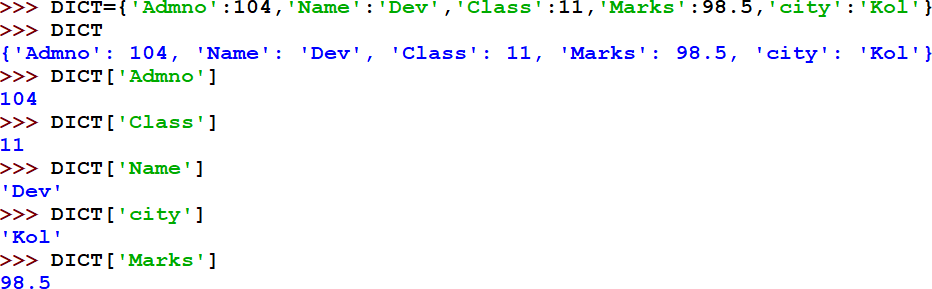 >>> DICT={'Admno':104,'Name':'Dev','Class':11,'Marks':98.5,'city':'Kol'}
>>> DICT
{'Admno': 104, 'Name': 'Dev', 'Class': 11, 'Marks': 98.5, 'city': 'Kol'}
>>> DICT['Admno']
104
>>> DICT['Class']
11
>>> DICT['Name']
'Dev'
>>> DICT['city']
'Kol'
>>> DICT['Marks']
98.5